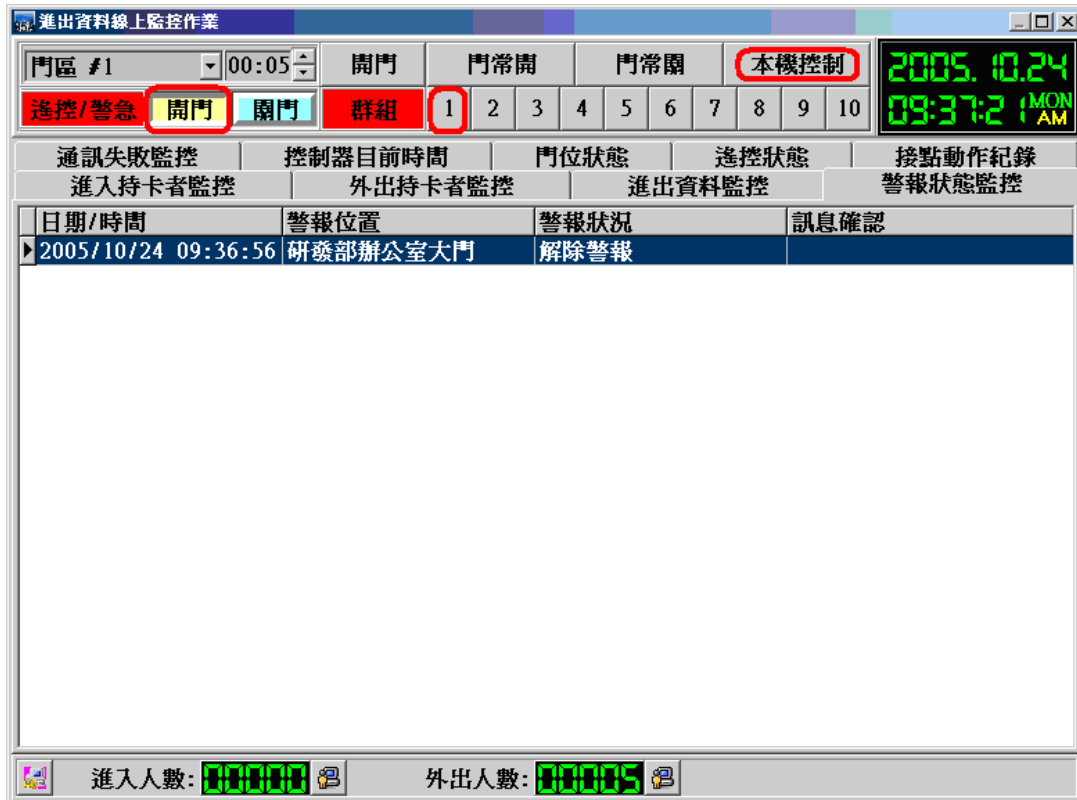 進出資料線上監控作業
門區 #1 00:05 開門 門常開 門常關 本機控制 2005. 10.24
遙控/警急 開門 關門 群組 1 2 3 4 5 6 7 8 9 10 09:37:21 MON AM
通訊失敗監控 控制器目前時間 門位狀態 遙控狀態 接點動作紀錄
進入持卡者監控 外出持卡者監控 進出資料監控 警報狀態監控
日期/時間 警報位置 警報狀況 訊息確認
2005/10/24 09:36:56 研發部辦公室大門 解除警報
進入人數: 00000 外出人數: 00005